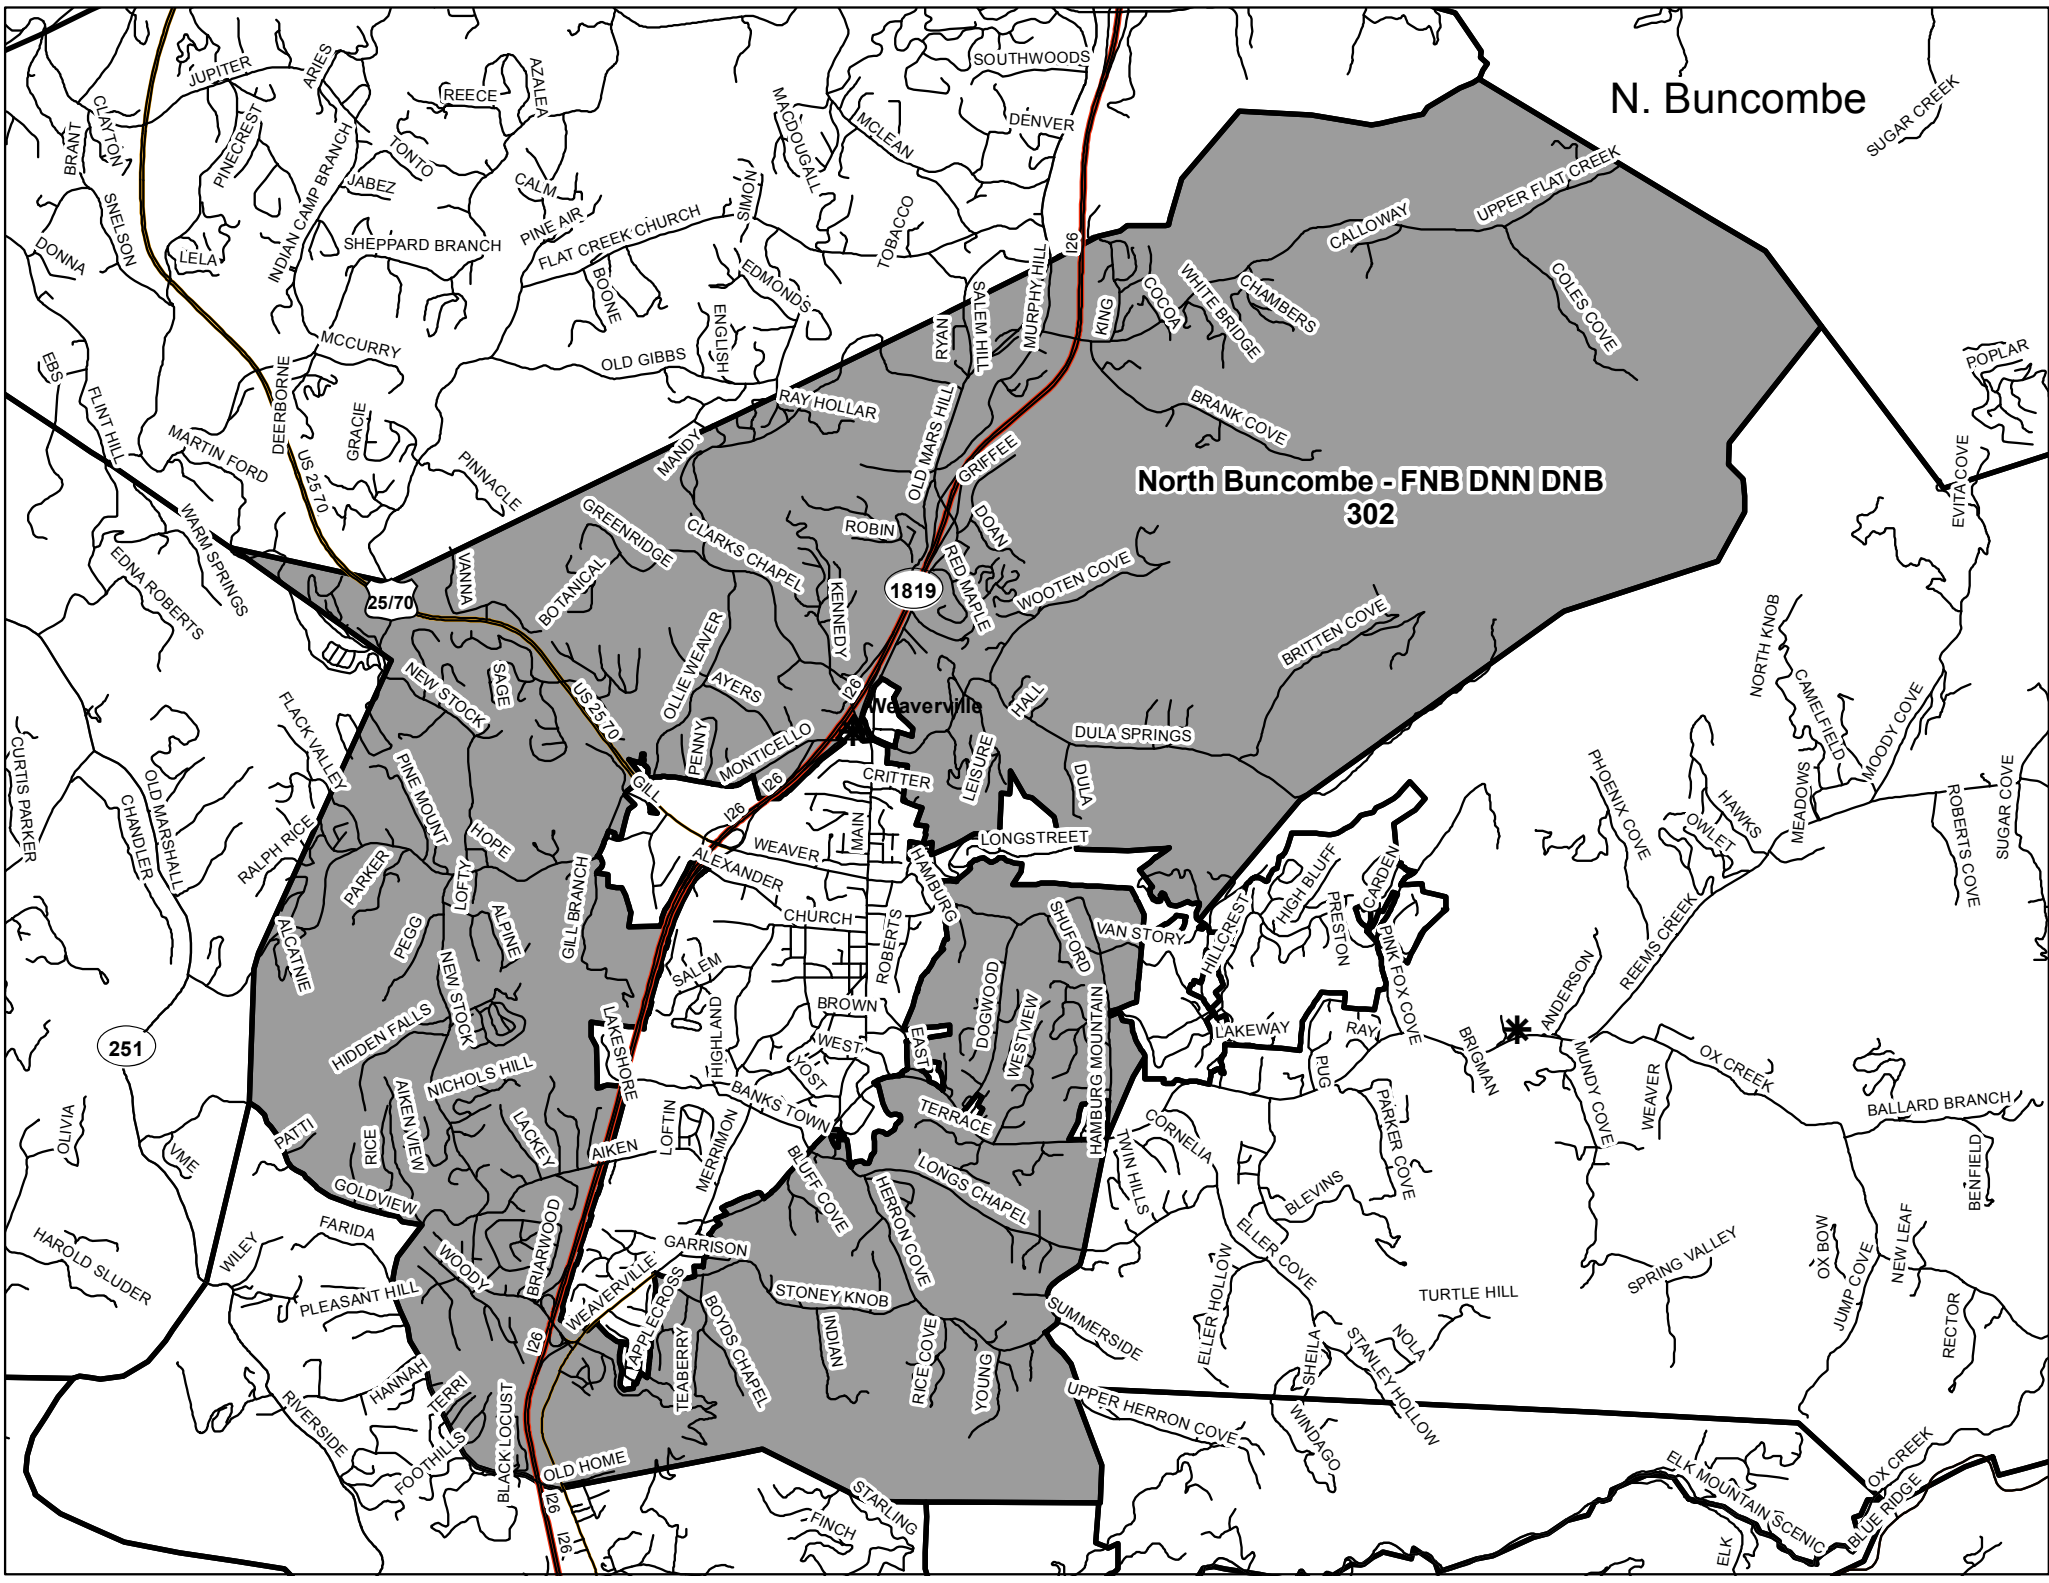 N. Buncombe
SOUTHWOODS
JUPITER
ARIES
AZALEA
REECE
SUGAR CREEK
CLAYTON
BRANT
PINECREST
MACDOUGALL
MCLEAN
DENVER
INDIAN CAMP BRANCH
TONTO
JABEZ
CALM
SIMON
UPPER FLAT CREEK
SNELSON
PINE AIR
FLAT CREEK CHURCH
TOBACCO
CALLOWAY
DONNA
LELA
SHEPPARD BRANCH
BOONE
EDMONDS
MURPHY HILL
I26
SALEM HILL
KING
COCOA
WHITE BRIDGE
CHAMBERS
COLES COVE
ENGLISH
RYAN
EBS
MCCURRY
OLD GIBBS
POPLAR
FLINT HILL
DEERBORNE
GRACIE
RAY HOLLAR
OLD MARS HILL
BRANK COVE
MARTIN FORD
US 25 70
PINNACLE
MANDY
GRIFFEE
North Buncombe - FNB DNN DNB
302
EVITA COVE
WARM SPRINGS
GREENRIDGE
CLARKS CHAPEL
ROBIN
DOAN
EDNA ROBERTS
VANNA
BOTANICAL
RED MAPLE
WOOTEN COVE
25/70
1819
KENNEDY
BRITTEN COVE
NORTH KNOB
NEW STOCK
SAGE
US 25 70
OLLIE WEAVER
AYERS
I26
Weaverville
HALL
CAMELFIELD
MOODY COVE
FLACK VALLEY
PENNY
MONTICELLO
DULA SPRINGS
CURTIS PARKER
OLD MARSHALL
CHANDLER
PINE MOUNT
GILL
I26
CRITTER
LEISURE
DULA
PHOENIX COVE
HAWKS
OWLET
MEADOWS
ROBERTS COVE
SUGAR COVE
RALPH RICE
HOPE
I26
WEAVER
MAIN
LONGSTREET
PARKER
LOFTY
ALEXANDER
HAMBURG
HIGH BLUFF
CARDEN
GILL BRANCH
ALCATNIE
PEGG
ALPINE
CHURCH
ROBERTS
SHUFORD
VAN STORY
HILLCREST
PRESTON
PINK FOX COVE
REEMS CREEK
NEW STOCK
SALEM
DOGWOOD
WESTVIEW
ANDERSON
251
HIDDEN FALLS
LAKESHORE
HIGHLAND
BROWN
WEST
EAST
HAMBURG MOUNTAIN
LAKEWAY
RAY
BRIGMAN
OX CREEK
NICHOLS HILL
AIKEN VIEW
YOST
BANKS TOWN
PUG
MUNDY COVE
WEAVER
OLIVIA
PATTI
RICE
LACKEY
AIKEN
LOFTIN
TERRACE
CORNELIA
PARKER COVE
BALLARD BRANCH
VME
MERRIMON
BLUFF COVE
LONGS CHAPEL
TWIN HILLS
BLEVINS
BENFIELD
GOLDVIEW
HERRON COVE
FARIDA
WILEY
BRIARWOOD
GARRISON
ELLER COVE
OX BOW
NEW LEAF
HAROLD SLUDER
WOODY
WEAVERVILLE
ELLER HOLLOW
SPRING VALLEY
JUMP COVE
PLEASANT HILL
APPLECROSS
STONEY KNOB
SUMMERSIDE
TURTLE HILL
I26
TEABERRY
BOYDS CHAPEL
INDIAN
RICE COVE
YOUNG
SHEILA
STANLEY HOLLOW
NOLA
RECTOR
HANNAH
TERRI
BLACK LOCUST
RIVERSIDE
UPPER HERRON COVE
WINDAGO
FOOTHILLS
OLD HOME
I26
I26
STARLING
FINCH
ELK MOUNTAIN SCENIC
OX CREEK
BLUE RIDGE
ELK